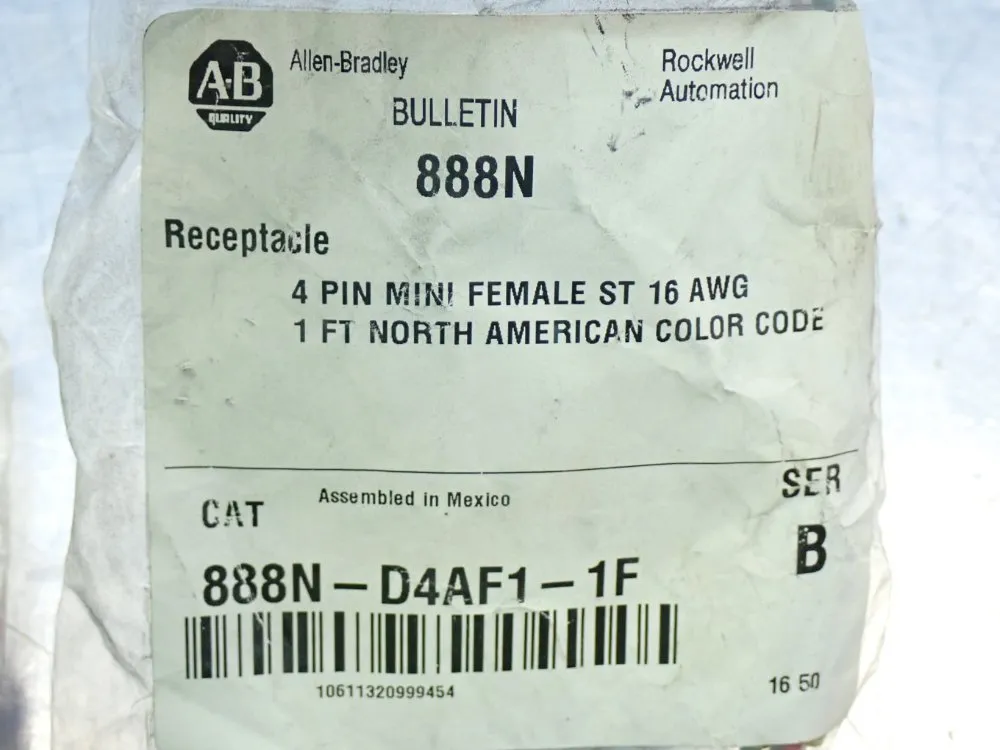 A-B
QUALITY
Allen-Bradley
Rockwell
Automation
BULLETIN
888N
Receptacle
4 PIN MINI FEMALE ST 16 AWG
1 FT NORTH AMERICAN COLOR CODE
Assembled in Mexico
CAT
SER
888N-D4AF1-1F
B
10611320999454
16 50